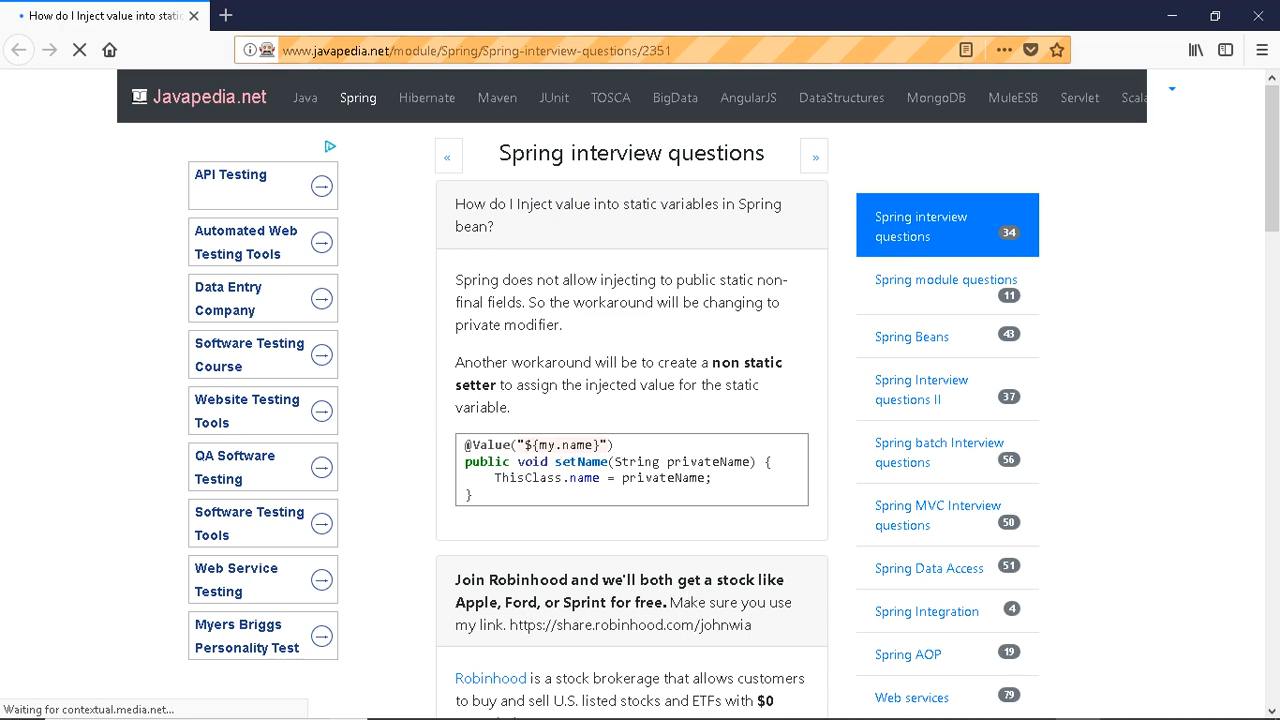 How do I Inject value into static
www.javapedia.net/module/Spring/Spring-interview-questions/2351
Javapedia.net Java Spring Hibernate Maven JUnit TOSCA BigData AngularJS DataStructures MongoDB MuleESB Servlet Scala
API Testing
Automated Web
Testing Tools
Data Entry
Company
Software Testing
Course
Website Testing
Tools
QA Software
Testing
Software Testing
Tools
Web Service
Testing
Myers Briggs
Personality Test
« Spring interview questions »
How do I Inject value into static variables in Spring
bean?
Spring does not allow injecting to public static non-
final fields. So the workaround will be changing to
private modifier.
Another workaround will be to create a non static
setter to assign the injected value for the static
variable.
@Value("${my.name}")
public void setName(String privateName) {
ThisClass.name = privateName;
}
Join Robinhood and we'll both get a stock like
Apple, Ford, or Sprint for free. Make sure you use
my link. https://share.robinhood.com/johnwia
Robinhood is a stock brokerage that allows customers
to buy and sell U.S. listed stocks and ETFs with $0
Spring interview
questions 34
Spring module questions
11
Spring Beans 43
Spring Interview
questions II 37
Spring batch Interview
questions 56
Spring MVC Interview
questions 50
Spring Data Access 51
Spring Integration 4
Spring AOP 19
Web services 79
Waiting for contextual.media.net...